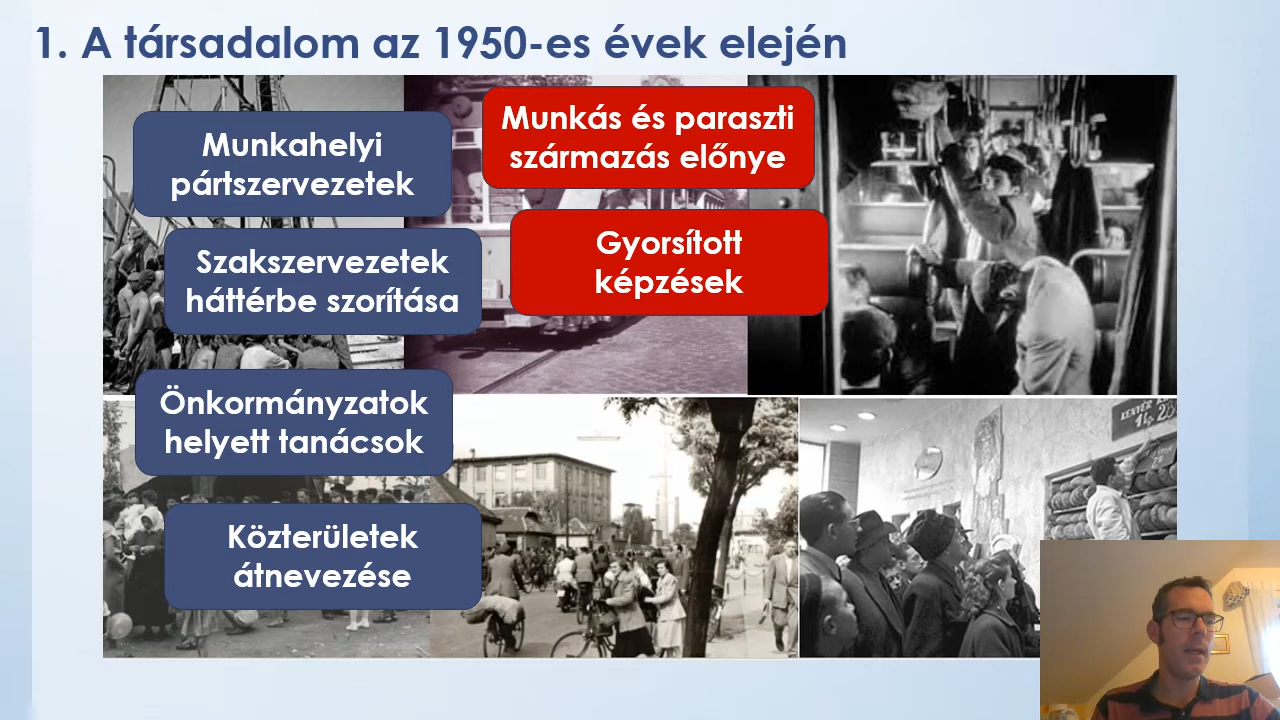 1. A társadalom az 1950-es évek elején
Munkahelyi
pártszervezetek
Szakszervezetek
háttérbe szorítása
Önkormányzatok
helyett tanácsok
Közterületek
átnevezése
Munkás és paraszti
származás előnye
Gyorsított
képzések
KENYÉR